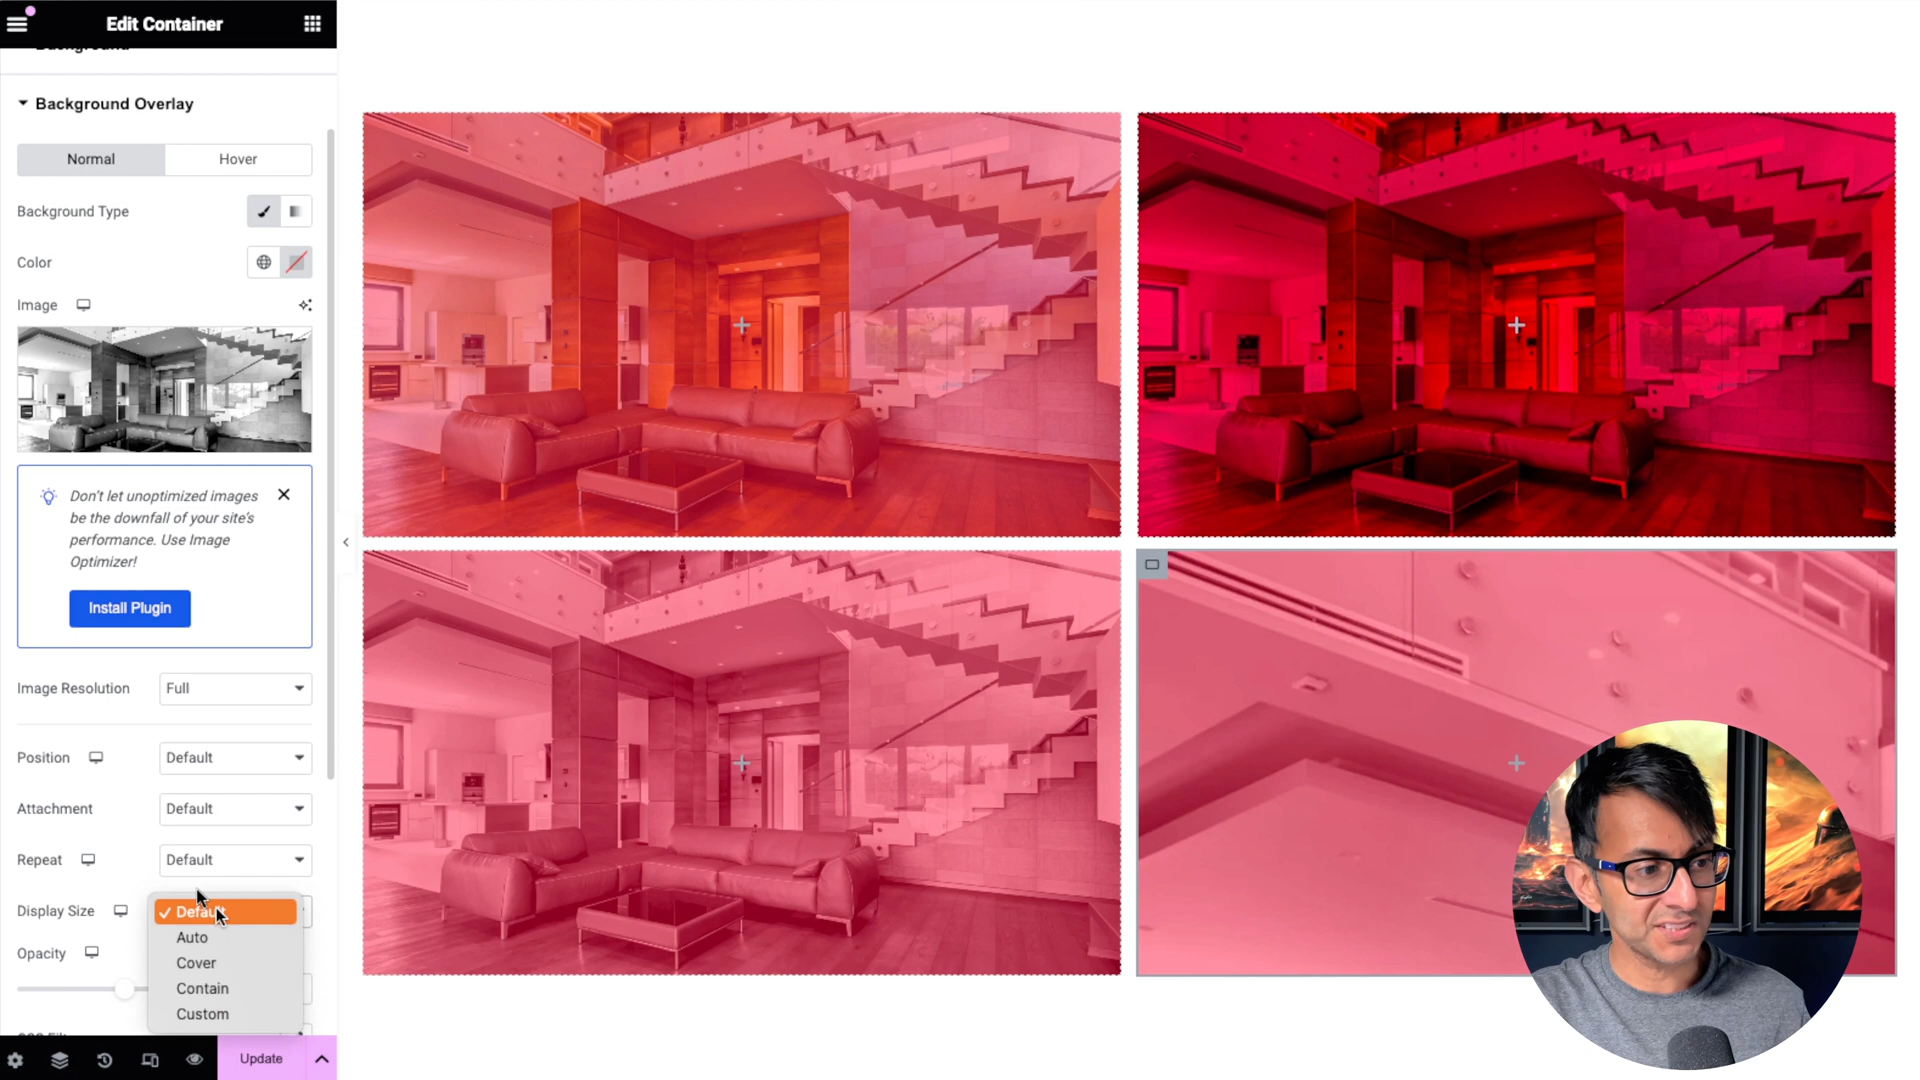 Edit Container
Background
Background Overlay
Normal
Hover
Background Type
Color
Image
Don't let unoptimized images
be the downfall of your site's
performance. Use Image
Optimizer!
Install Plugin
Image Resolution
Full
Position
Default
Attachment
Default
Repeat
Default
Display Size
Default
Auto
Opacity
Cover
Contain
Custom
Update